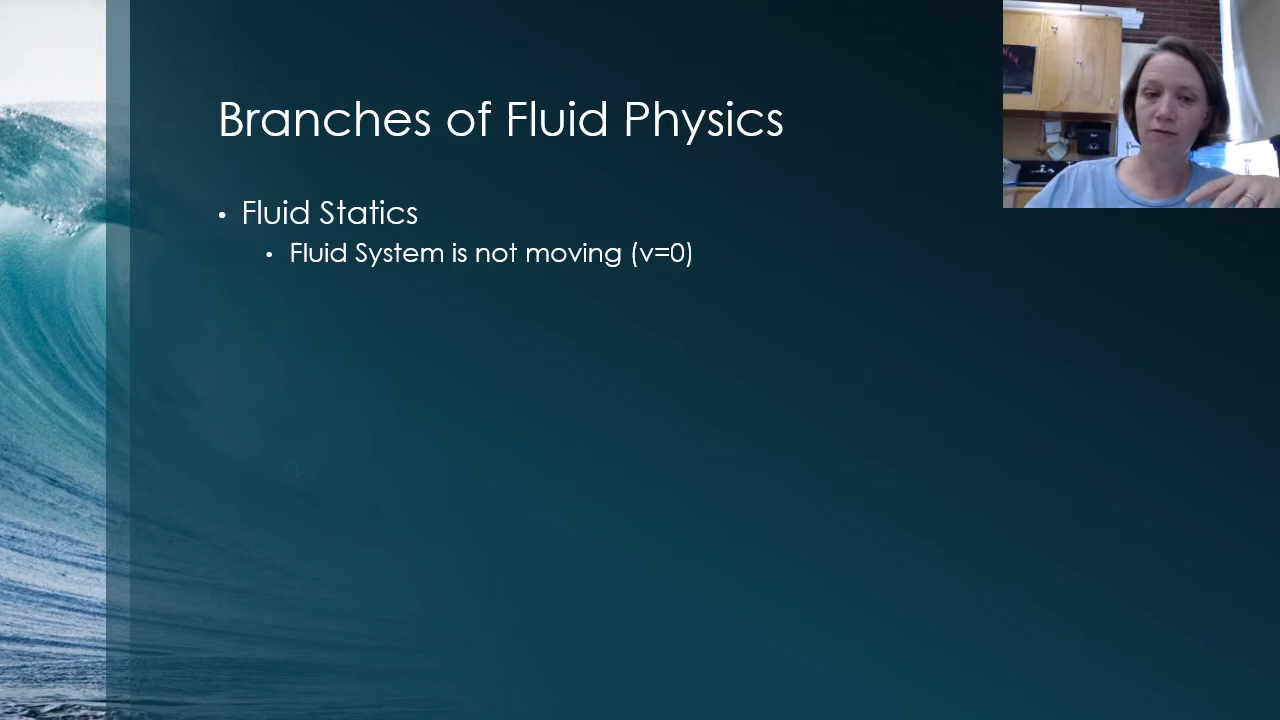 Branches of Fluid Physics
• Fluid Statics
• Fluid System is not moving (v=0)